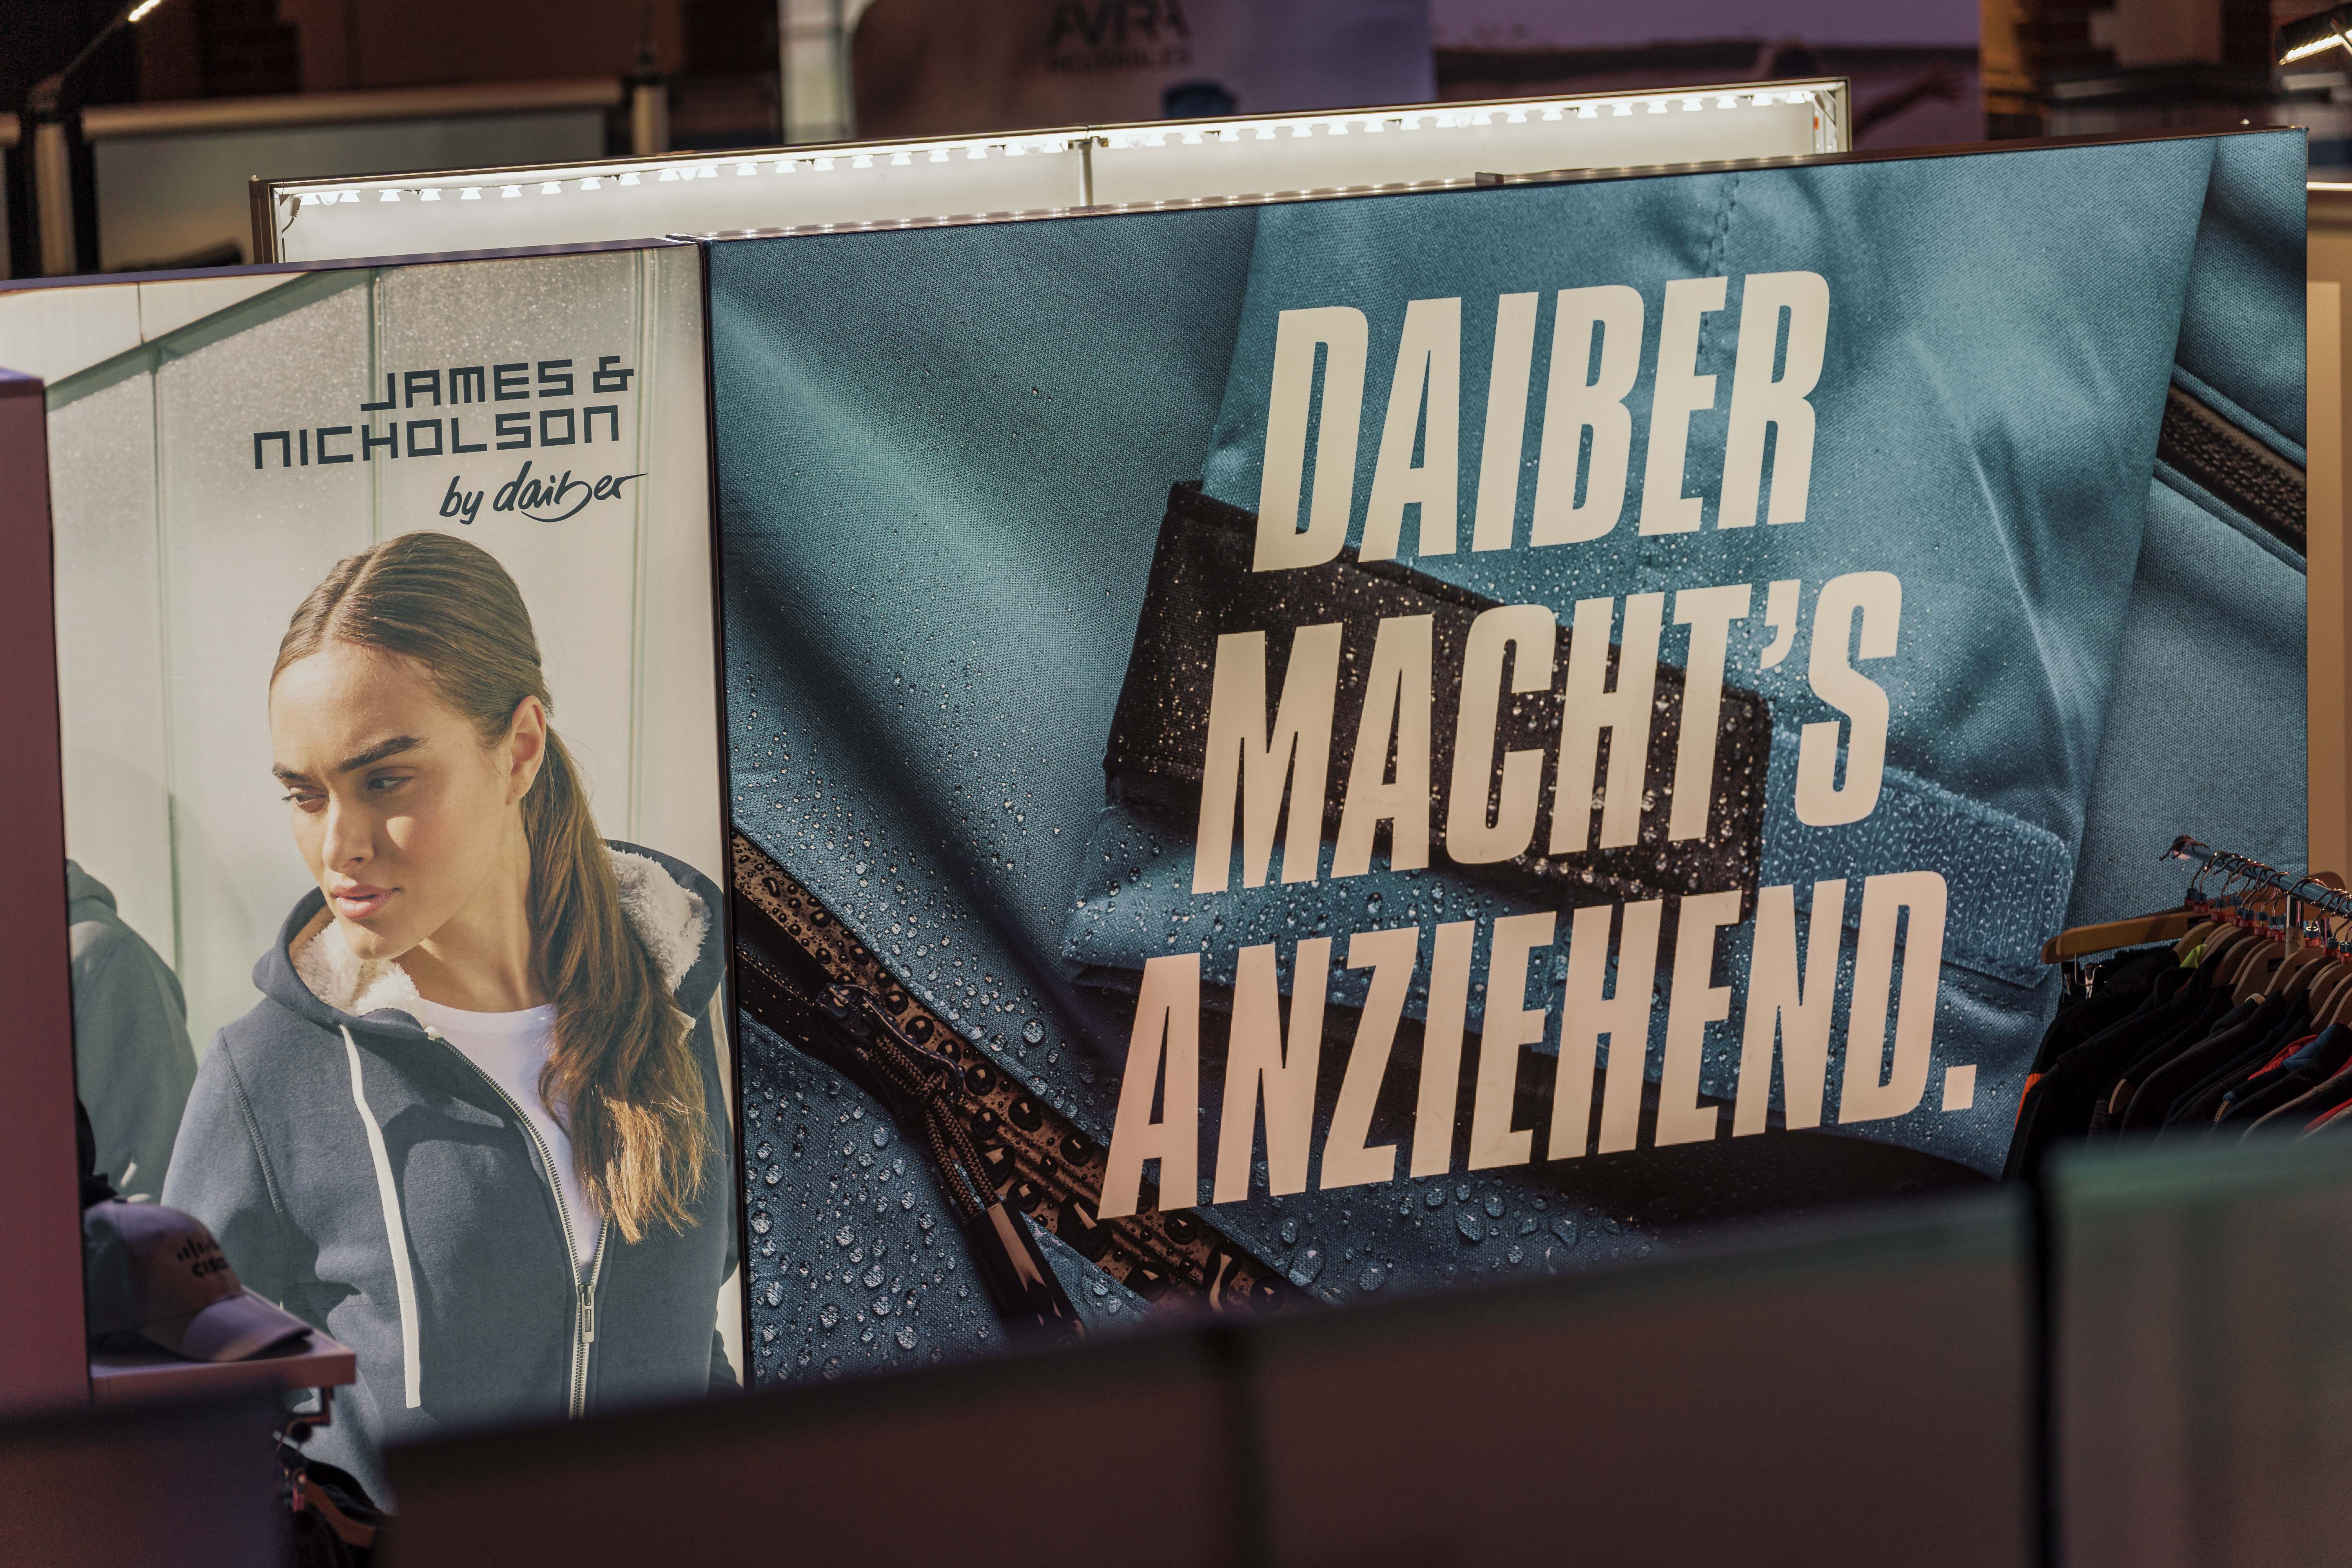 JAMES &
NICHOLSON
by daiber
DAIBER
MACHT'S
ANZIEHEND.